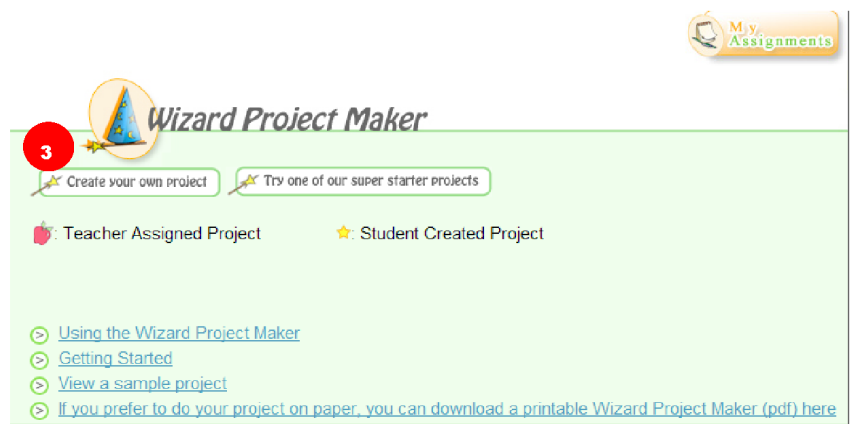 My
Assignments
Wizard Project Maker
3
Create your own project
Try one of our super starter projects
: Teacher Assigned Project
: Student Created Project
Using the Wizard Project Maker
Getting Started
View a sample project
If you prefer to do your project on paper, you can download a printable Wizard Project Maker (pdf) here